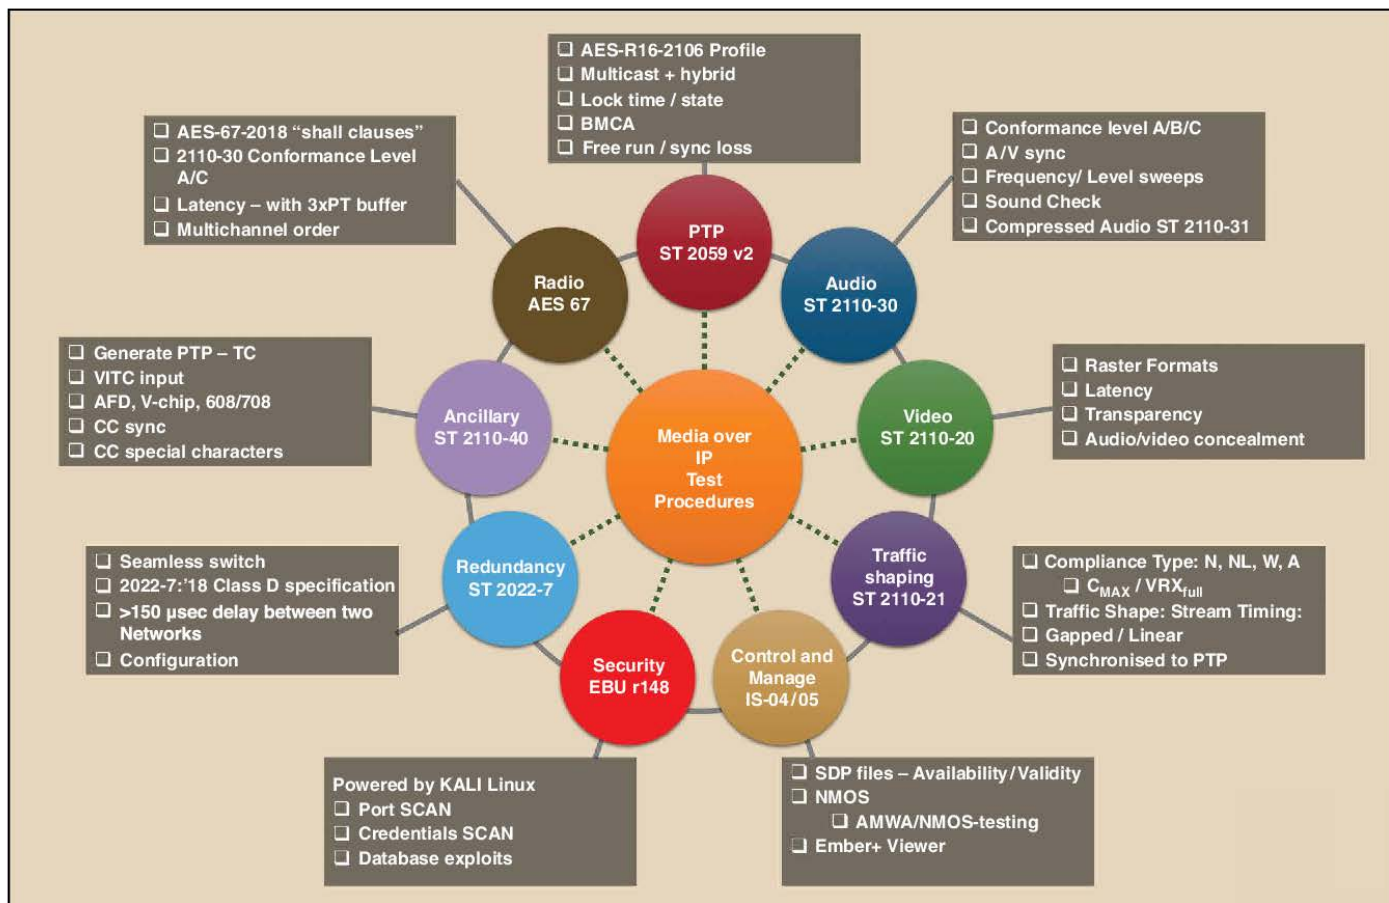 ❑ AES-R16-2106 Profile
❑ Multicast + hybrid
❑ Lock time / state
❑ BMCA
❑ Free run / sync loss
❑ AES-67-2018 “shall clauses”
❑ 2110-30 Conformance Level
A/C
❑ Latency – with 3xPT buffer
❑ Multichannel order
❑ Conformance level A/B/C
❑ A/V sync
❑ Frequency/ Level sweeps
❑ Sound Check
❑ Compressed Audio ST 2110-31
PTP
ST 2059 v2
Radio
AES 67
Audio
ST 2110-30
❑ Generate PTP – TC
❑ VITC input
❑ AFD, V-chip, 608/708
❑ CC sync
❑ CC special characters
Ancillary
ST 2110-40
Media over
IP
Test
Procedures
Video
ST 2110-20
❑ Raster Formats
❑ Latency
❑ Transparency
❑ Audio/video concealment
❑ Seamless switch
❑ 2022-7:’18 Class D specification
❑ >150 µsec delay between two
Networks
❑ Configuration
Redundancy
ST 2022-7
Traffic
shaping
ST 2110-21
❑ Compliance Type: N, NL, W, A
❑ CMAX / VRXfull
❑ Traffic Shape: Stream Timing:
❑ Gapped / Linear
❑ Synchronised to PTP
Security
EBU r148
Control and
Manage
IS-04/05
Powered by KALI Linux
❑ Port SCAN
❑ Credentials SCAN
❑ Database exploits
❑ SDP files – Availability/Validity
❑ NMOS
❑ AMWA/NMOS-testing
❑ Ember+ Viewer